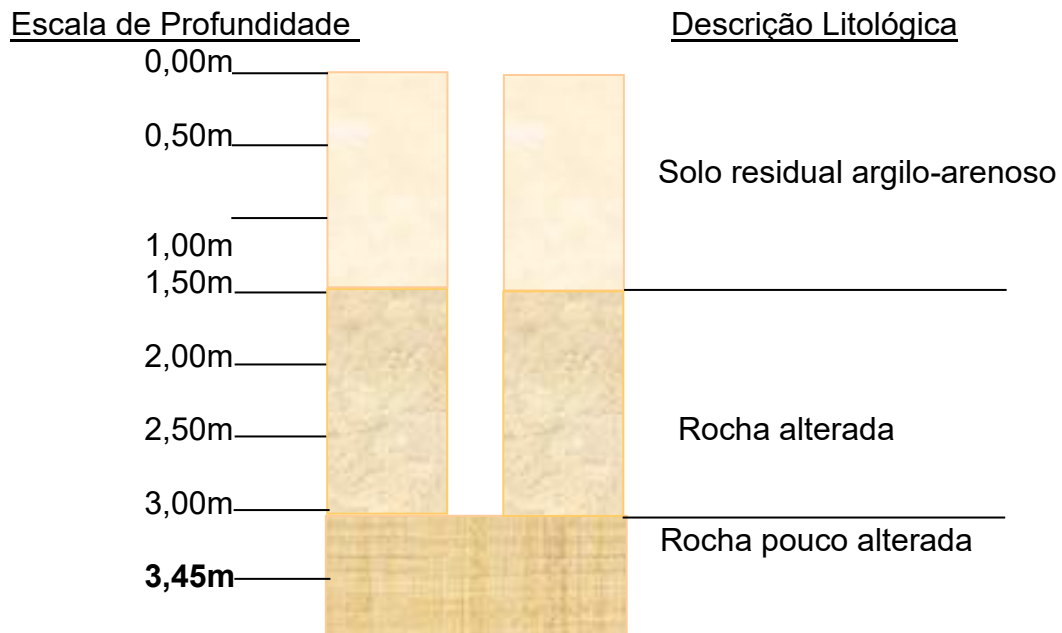 Escala de Profundidade
Descrição Litológica
0,00m
0,50m
Solo residual argilo-arenoso
1,00m
1,50m
2,00m
2,50m
Rocha alterada
3,00m
Rocha pouco alterada
3,45m